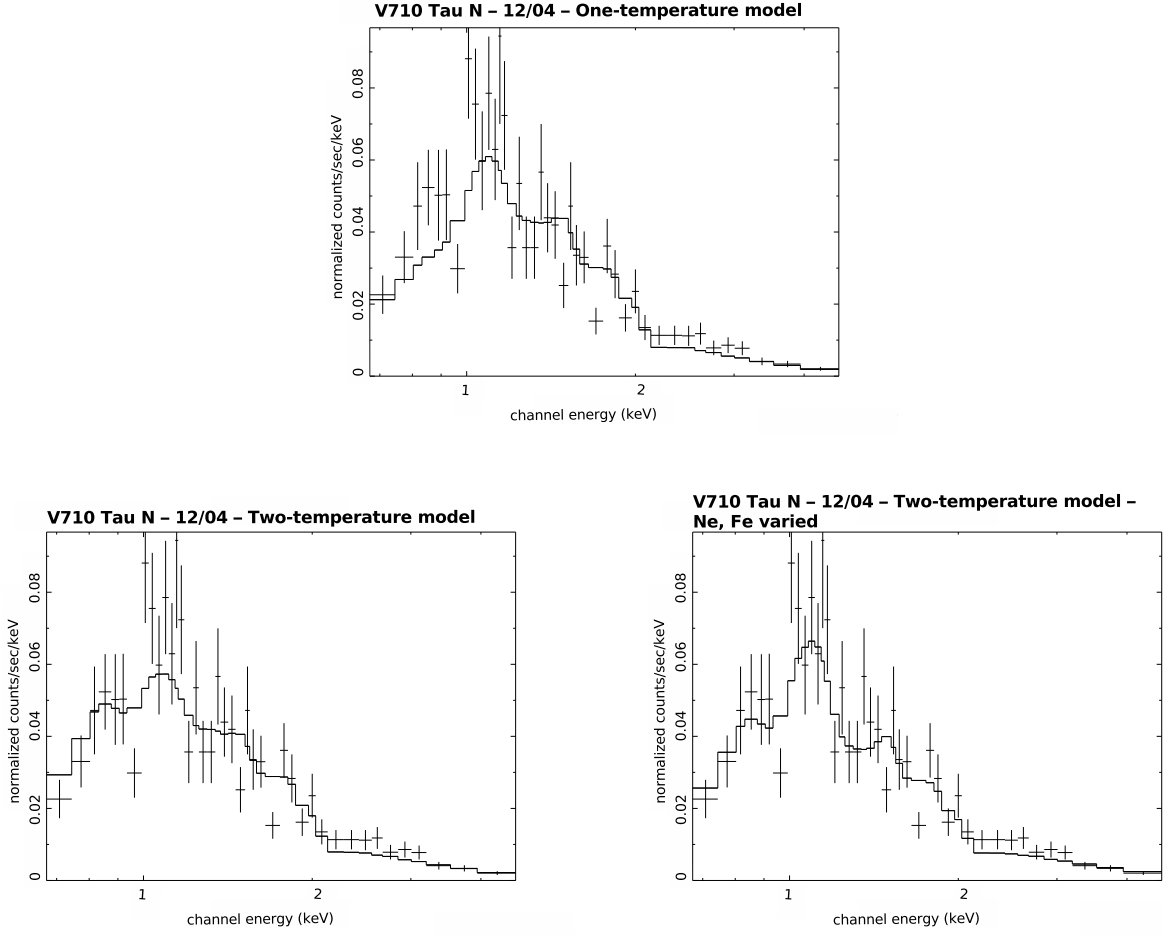 V710 Tau N – 12/04 – One-temperature model
normalized counts/sec/keV
0.08
0.06
0.04
0.02
0
1
2
channel energy (keV)
V710 Tau N – 12/04 – Two-temperature model
normalized counts/sec/keV
0.08
0.06
0.04
0.02
0
1
2
channel energy (keV)
V710 Tau N – 12/04 – Two-temperature model –
Ne, Fe varied
normalized counts/sec/keV
0.08
0.06
0.04
0.02
0
1
2
channel energy (keV)